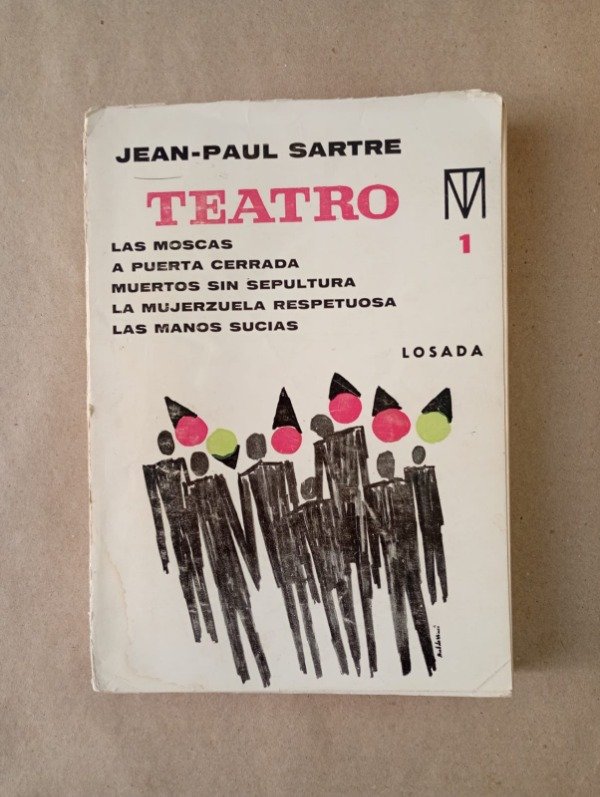 JEAN-PAUL SARTRE
TEATRO
TM
1
LAS MOSCAS
A PUERTA CERRADA
MUERTOS SIN SEPULTURA
LA MUJERZUELA RESPETUOSA
LAS MANOS SUCIAS
LOSADA